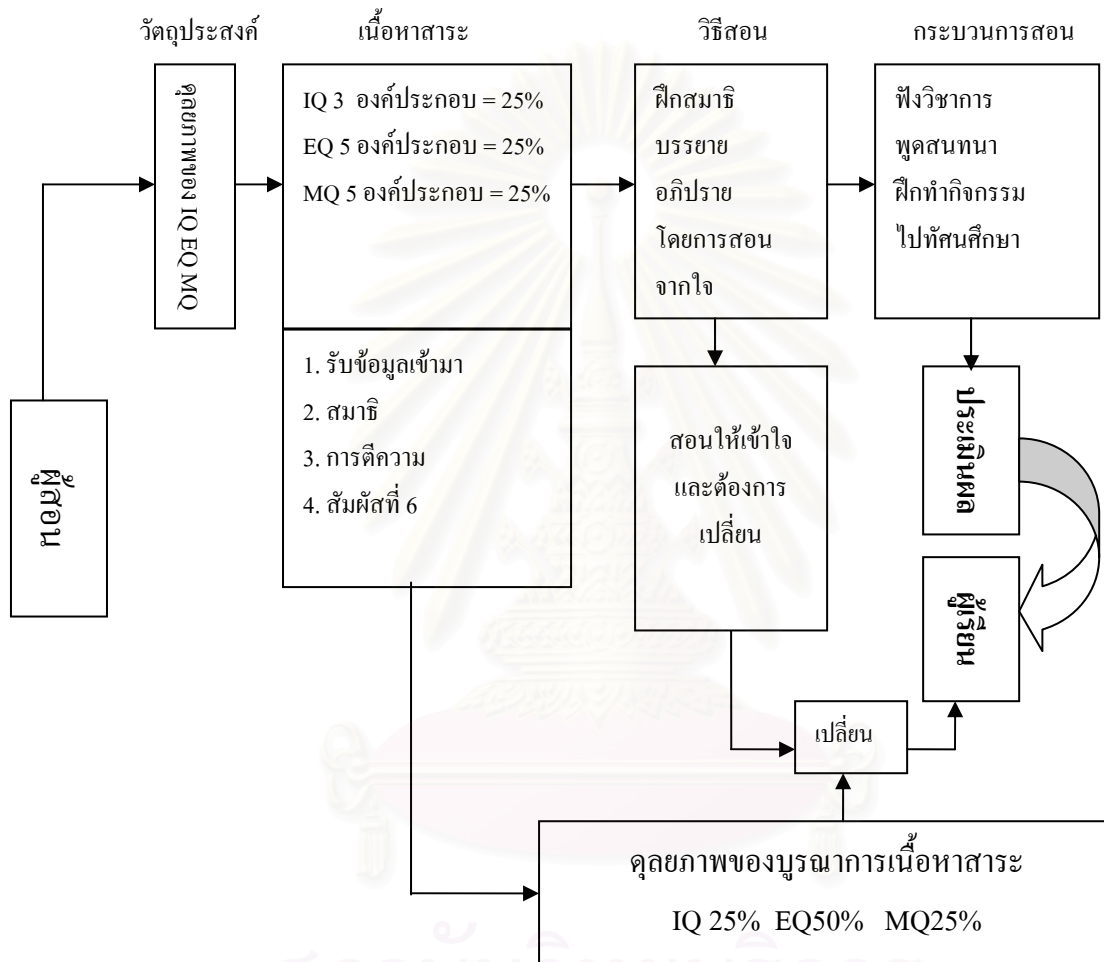 วัตถุประสงค์
เนื้อหาสาระ
วิธีสอน
กระบวนการสอน
ผู้สอน
ดุลยภาพของ IQ EQ MQ
IQ 3 องค์ประกอบ = 25%
EQ 5 องค์ประกอบ = 25%
MQ 5 องค์ประกอบ = 25%
1. รับข้อมูลเข้ามา
2. สมาธิ
3. การตีความ
4. สัมผัสที่ 6
ฝึกสมาธิ
บรรยาย
อภิปราย
โดยการสอน
จากใจ
ฟังวิชาการ
พูดสนทนา
ฝึกทำกิจกรรม
ไปทัศนศึกษา
สอนให้เข้าใจ
และต้องการ
เปลี่ยน
ประเมินผล
ผู้เรียน
เปลี่ยน
ดุลยภาพของบูรณาการเนื้อหาสาระ
IQ 25% EQ50% MQ25%